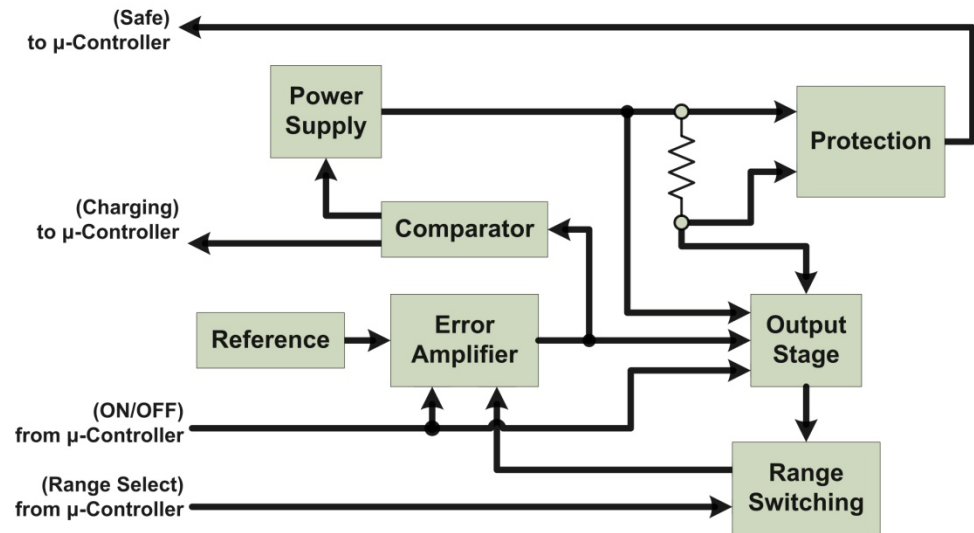 (Safe)
to µ-Controller
Power
Supply
Protection
(Charging)
to µ-Controller
Comparator
Reference
Error
Amplifier
Output
Stage
(ON/OFF)
from µ-Controller
(Range Select)
from µ-Controller
Range
Switching